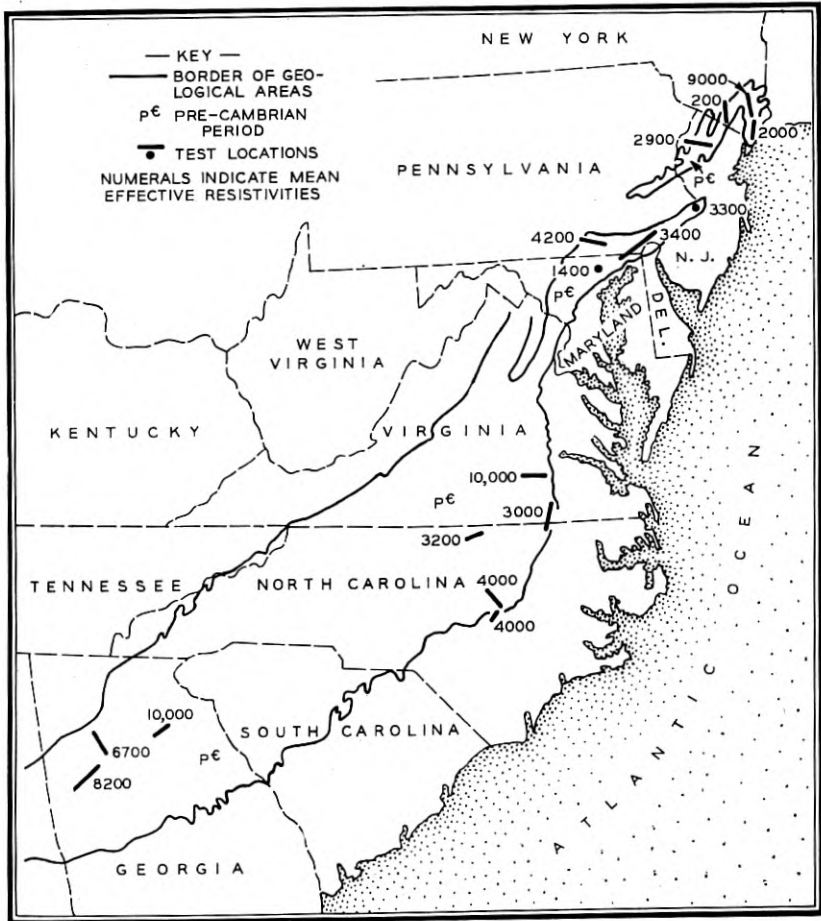 NEW YORK
— KEY —
BORDER OF GEO-
LOGICAL AREAS
P€ PRE-CAMBRIAN
PERIOD
TEST LOCATIONS
NUMERALS INDICATE MEAN
EFFECTIVE RESISTIVITIES
9000
200
2000
2900
PENNSYLVANIA
P€
3300
4200
3400
N. J.
1400
P€
DEL.
MARYLAND
WEST
VIRGINIA
KENTUCKY
VIRGINIA
10,000
P€
3000
3200
TENNESSEE
NORTH CAROLINA
4000
4000
10,000
SOUTH CAROLINA
6700
P€
8200
GEORGIA
ATLANTIC OCEAN